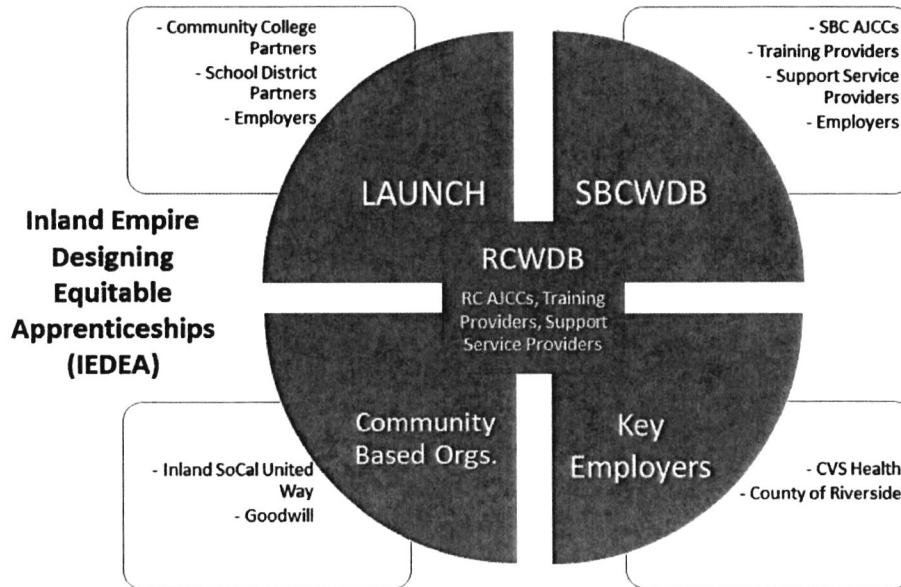 - Community College
Partners
- School District
Partners
- Employers
- SBC AJCCs
- Training Providers
- Support Service
Providers
- Employers
LAUNCH
SBCWDB
Inland Empire
Designing
Equitable
Apprenticeships
(IEDEA)
RCWDB
RC AJCCs, Training
Providers, Support
Service Providers
Community
Based Orgs.
Key
Employers
- Inland SoCal United
Way
- Goodwill
- CVS Health
- County of Riverside